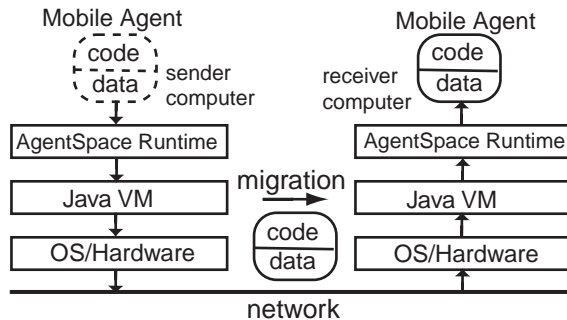 Mobile Agent
code
data
sender
computer
AgentSpace Runtime
Java VM
OS/Hardware
migration
code
data
Mobile Agent
code
data
receiver
computer
AgentSpace Runtime
Java VM
OS/Hardware
network